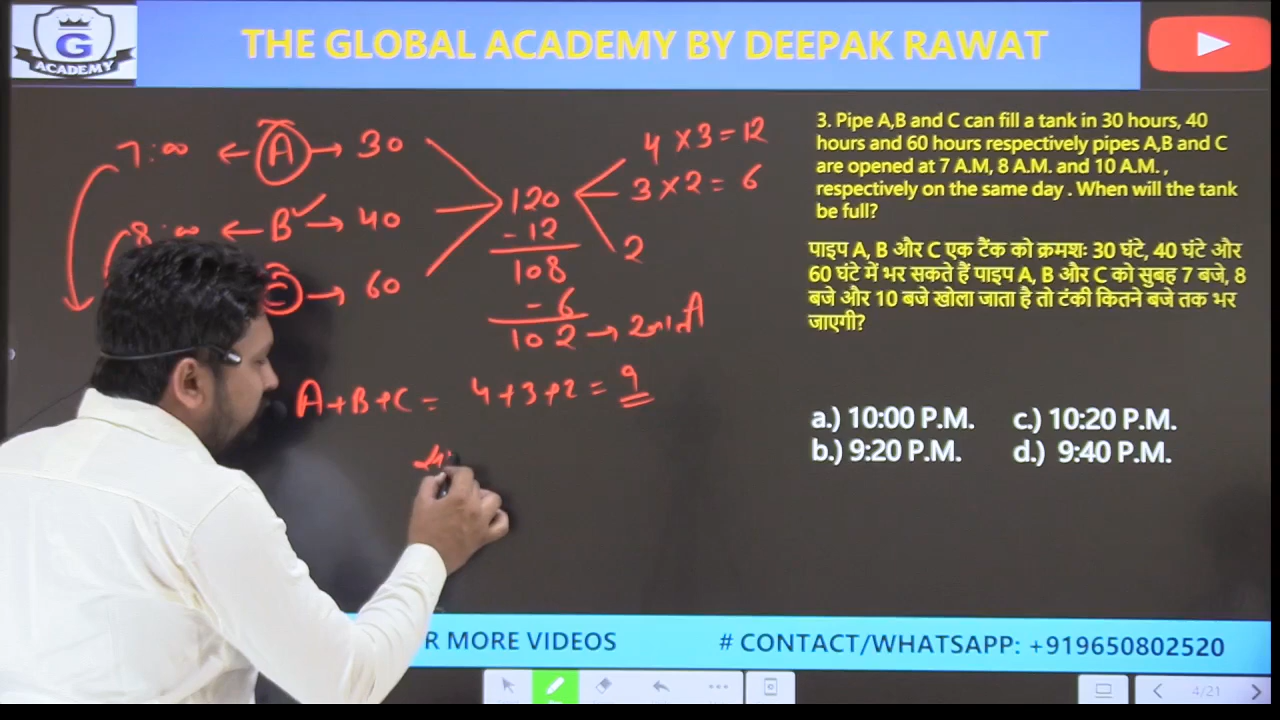 G
ACADEMY
THE GLOBAL ACADEMY BY DEEPAK RAWAT
7:00 ← A → 30
8:00 ← B✓ → 40
C → 60
120
-12
108
-6
102 →
4 × 3 = 12
3 × 2 = 6
2
A+B+C = 4+3+2 = 9
3. Pipe A,B and C can fill a tank in 30 hours, 40
hours and 60 hours respectively pipes A,B and C
are opened at 7 A.M, 8 A.M. and 10 A.M. ,
respectively on the same day . When will the tank
be full?
पाइप A, B और C एक टैंक को क्रमशः 30 घंटे, 40 घंटे और
60 घंटे में भर सकते हैं पाइप A, B और C को सुबह 7 बजे, 8
बजे और 10 बजे खोला जाता है तो टंकी कितने बजे तक भर
जाएगी?
a.) 10:00 P.M. c.) 10:20 P.M.
b.) 9:20 P.M. d.) 9:40 P.M.
R MORE VIDEOS # CONTACT/WHATSAPP: +919650802520
4/21